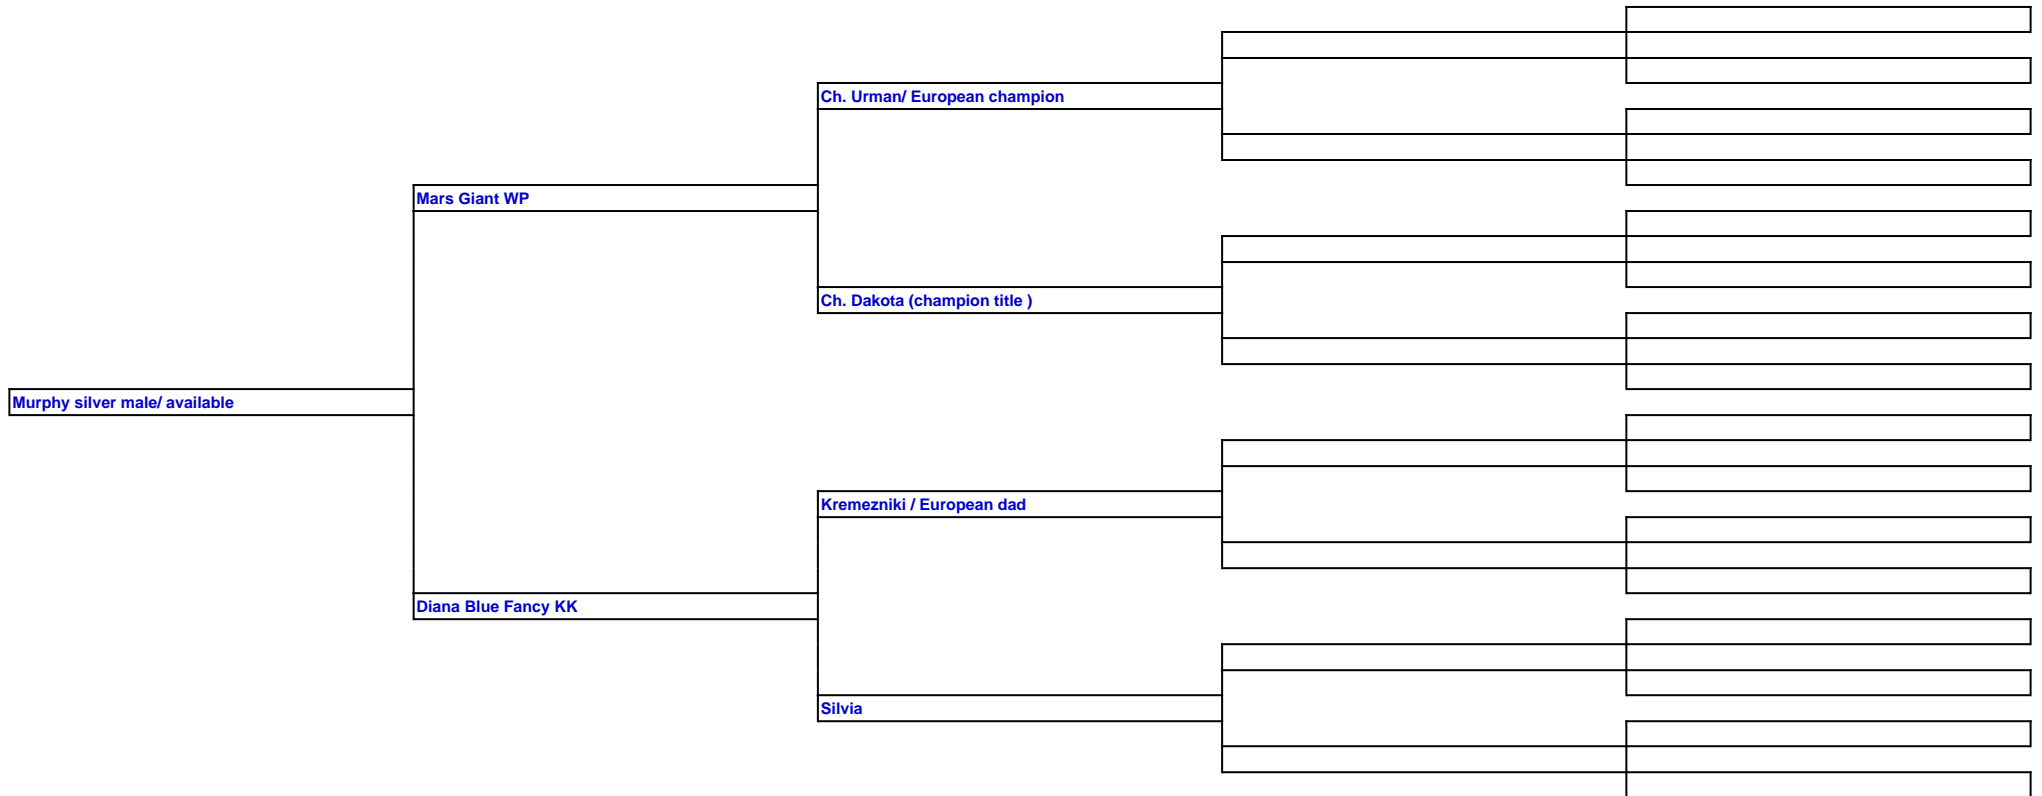 Ch. Urman/ European champion
Mars Giant WP
Ch. Dakota (champion title )
Murphy silver male/ available
Kremezniki / European dad
Diana Blue Fancy KK
Silvia